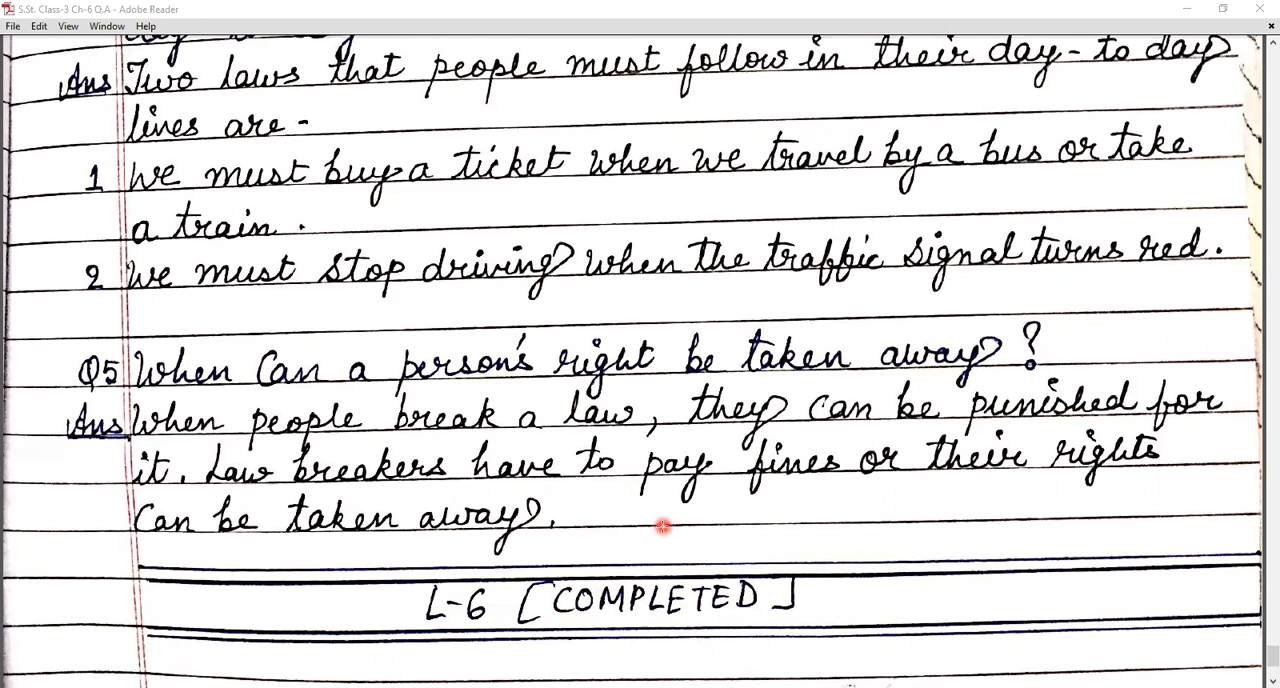 S.St. Class-3 Ch-6 Q.A - Adobe Reader
File Edit View Window Help
Ans Two laws that people must follow in their day-to day
lines are -
1 We must buy a ticket when we travel by a bus or take
a train.
2 We must stop driving when the traffic signal turns red.
Q5 When Can a person's right be taken away?
Ans When people break a law, they can be punished for
it. Law breakers have to pay fines or their rights
Can be taken away.
L-6 [COMPLETED]